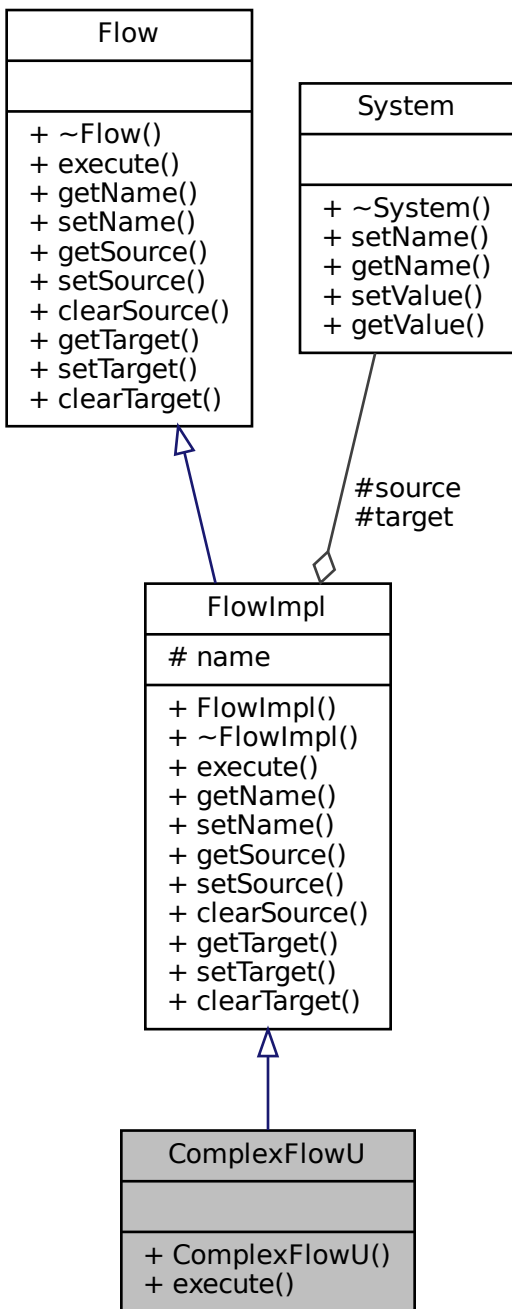 Flow
+ ~Flow()
+ execute()
+ getName()
+ setName()
+ getSource()
+ setSource()
+ clearSource()
+ getTarget()
+ setTarget()
+ clearTarget()
System
+ ~System()
+ setName()
+ getName()
+ setValue()
+ getValue()
#source
#target
FlowImpl
# name
+ FlowImpl()
+ ~FlowImpl()
+ execute()
+ getName()
+ setName()
+ getSource()
+ setSource()
+ clearSource()
+ getTarget()
+ setTarget()
+ clearTarget()
ComplexFlowU
+ ComplexFlowU()
+ execute()